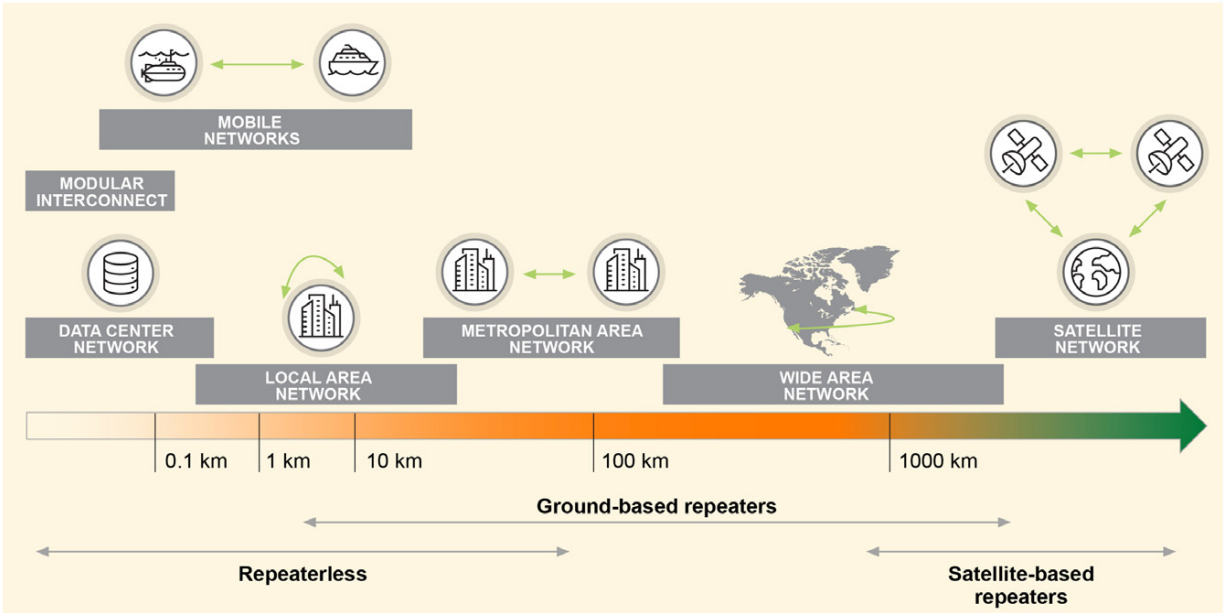 MOBILE
NETWORKS
MODULAR
INTERCONNECT
DATA CENTER
NETWORK
LOCAL AREA
NETWORK
METROPOLITAN AREA
NETWORK
WIDE AREA
NETWORK
SATELLITE
NETWORK
0.1 km
1 km
10 km
100 km
1000 km
Ground-based repeaters
Repeaterless
Satellite-based
repeaters